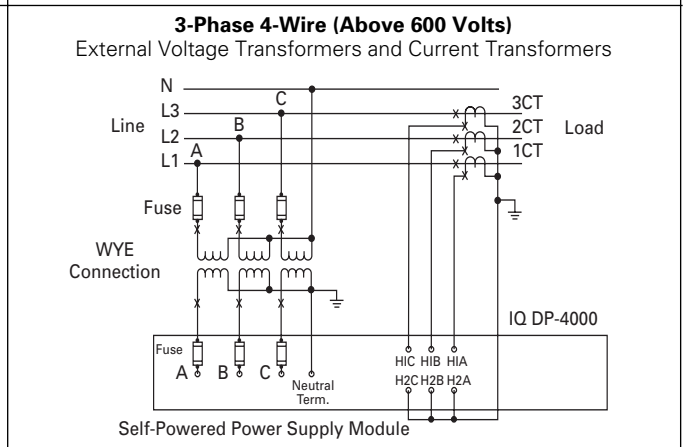 3-Phase 4-Wire (Above 600 Volts)
External Voltage Transformers and Current Transformers
N
C
L3
3CT
Line
B
L2
2CT
Load
A
L1
1CT
Fuse
WYE
Connection
IQ DP-4000
Fuse
A
B
C
Neutral
Term.
HIC HIB HIA
H2C H2B H2A
Self-Powered Power Supply Module